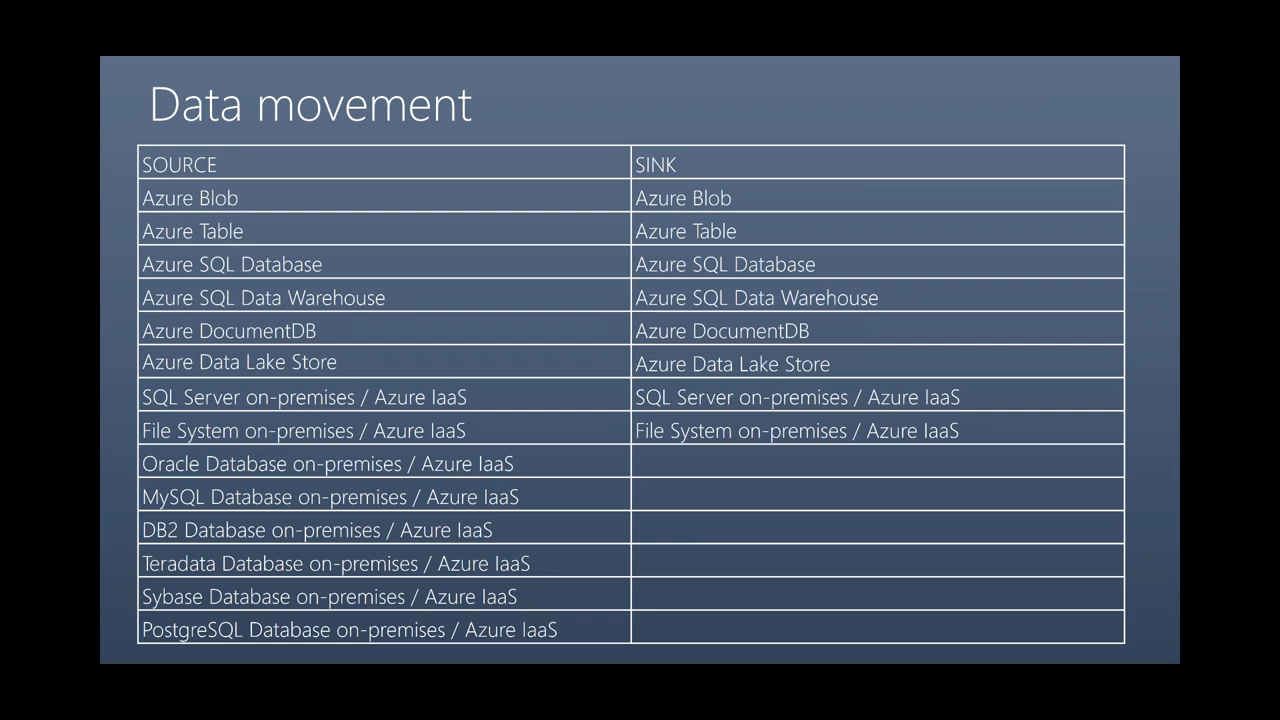 Data movement
SOURCE SINK
Azure Blob Azure Blob
Azure Table Azure Table
Azure SQL Database Azure SQL Database
Azure SQL Data Warehouse Azure SQL Data Warehouse
Azure DocumentDB Azure DocumentDB
Azure Data Lake Store Azure Data Lake Store
SQL Server on-premises / Azure IaaS SQL Server on-premises / Azure IaaS
File System on-premises / Azure IaaS File System on-premises / Azure IaaS
Oracle Database on-premises / Azure IaaS
MySQL Database on-premises / Azure IaaS
DB2 Database on-premises / Azure IaaS
Teradata Database on-premises / Azure IaaS
Sybase Database on-premises / Azure IaaS
PostgreSQL Database on-premises / Azure IaaS